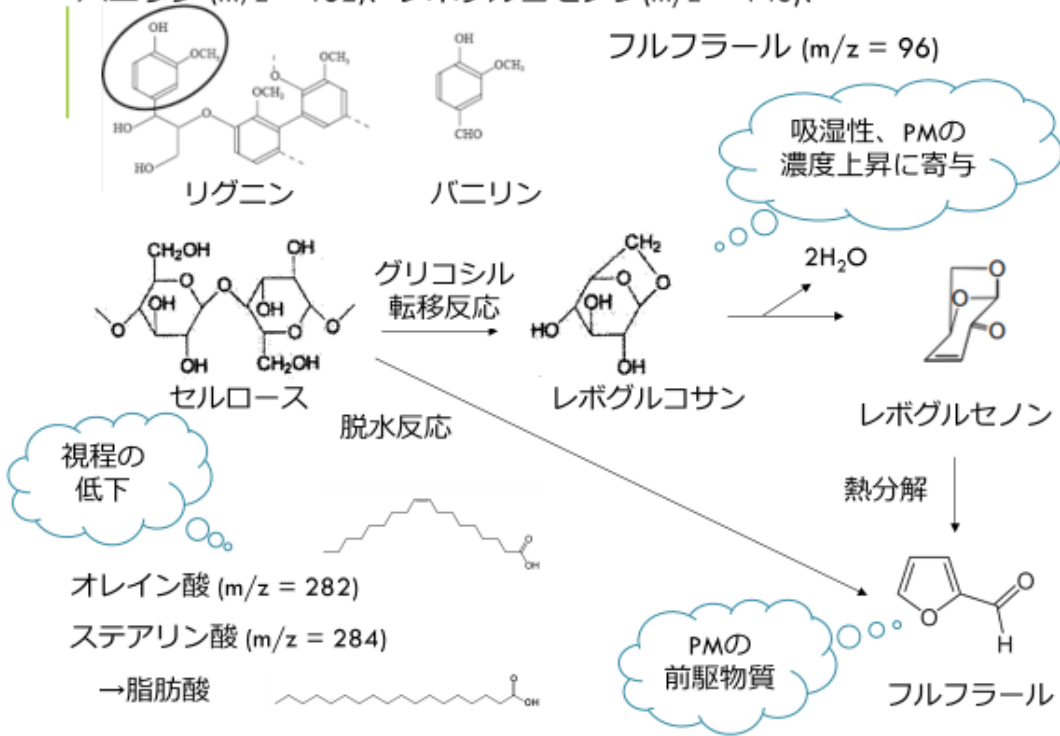 フルフラール (m/z = 96)
OH
OCH₃
OCH₃
OCH₃
O
O
HO
HO
OH
OCH₃
CHO
リグニン
バニリン
吸湿性、PMの
濃度上昇に寄与
CH₂OH
OH
O
OH
O
OH
O
OH
O
CH₂OH
O
セルロース
グリコシル
転移反応
CH₂
O
O
OH
HO
OH
レボグルコサン
2H₂O
O
O
O
レボグルセノン
脱水反応
視程の
低下
熱分解
O
OH
オレイン酸 (m/z = 282)
ステアリン酸 (m/z = 284)
→脂肪酸
O
OH
PMの
前駆物質
O
O
H
フルフラール